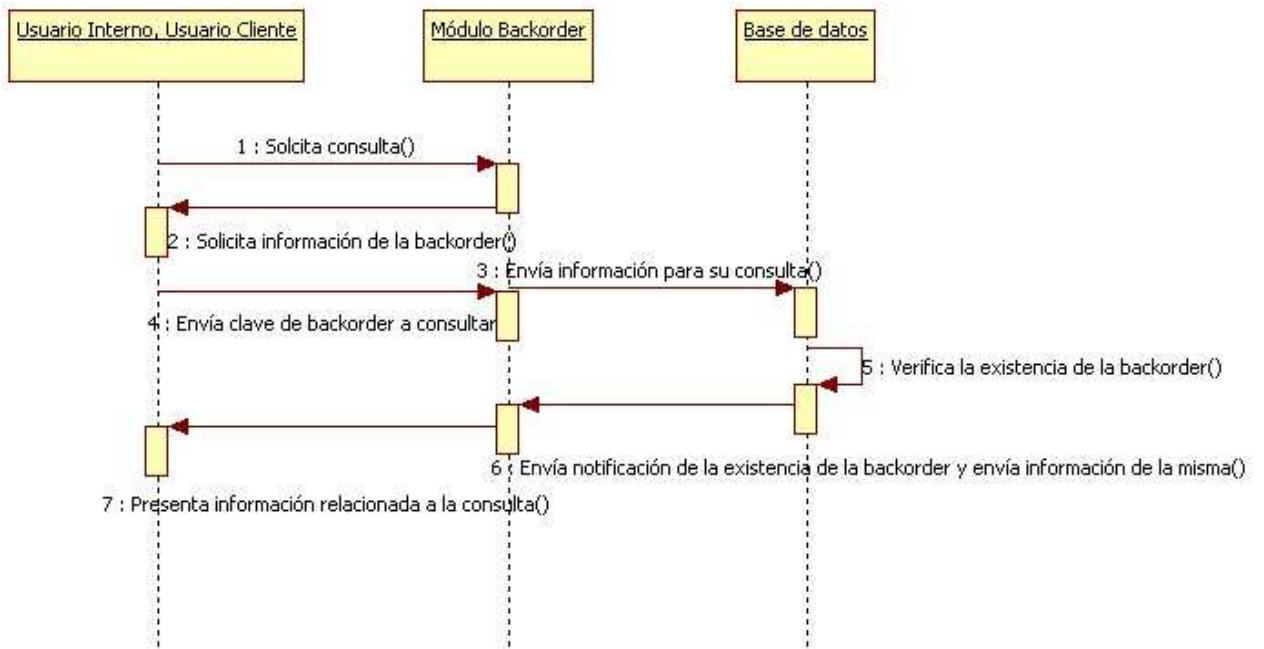 Usuario Interno, Usuario Cliente
Módulo Backorder
Base de datos
1 : Solcita consulta()
2 : Solicita información de la backorder()
3 : Envía información para su consulta()
4 : Envía clave de backorder a consultar
5 : Verifica la existencia de la backorder()
6 : Envía notificación de la existencia de la backorder y envía información de la misma()
7 : Presenta información relacionada a la consulta()